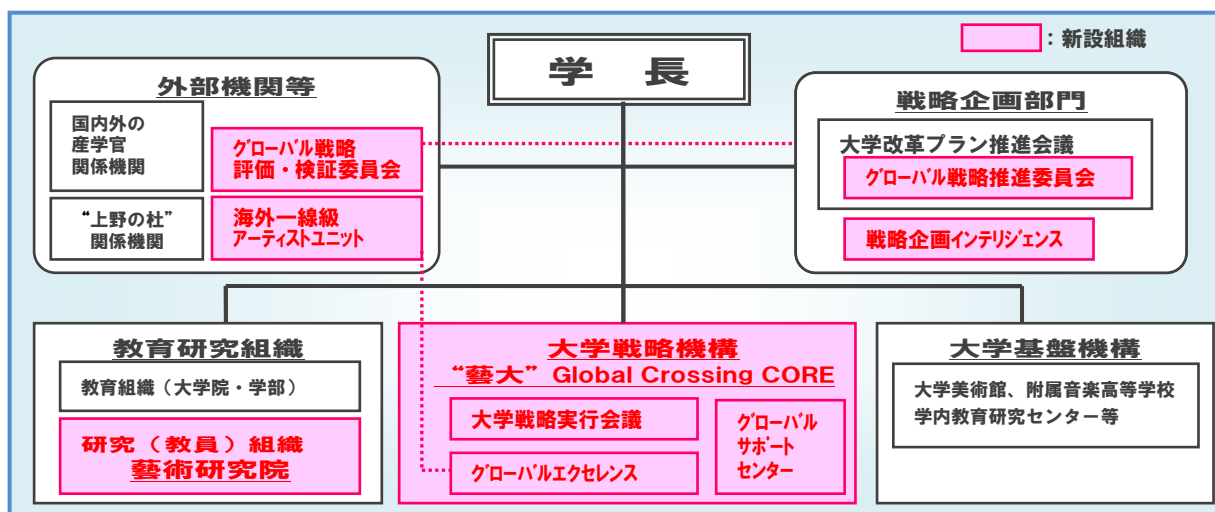 ：新設組織
学 長
外部機関等
国内外の
産学官
関係機関
グローバル戦略
評価・検証委員会
“上野の杜”
関係機関
海外一線級
アーティストユニット
戦略企画部門
大学改革プラン推進会議
グローバル戦略推進委員会
戦略企画インテリジェンス
教育研究組織
教育組織（大学院・学部）
研究（教員）組織
藝術研究院
大学戦略機構
“藝大” Global Crossing CORE
大学戦略実行会議
グローバルエクセレンス
グローバル
サポート
センター
大学基盤機構
大学美術館、附属音楽高等学校
学内教育研究センター等